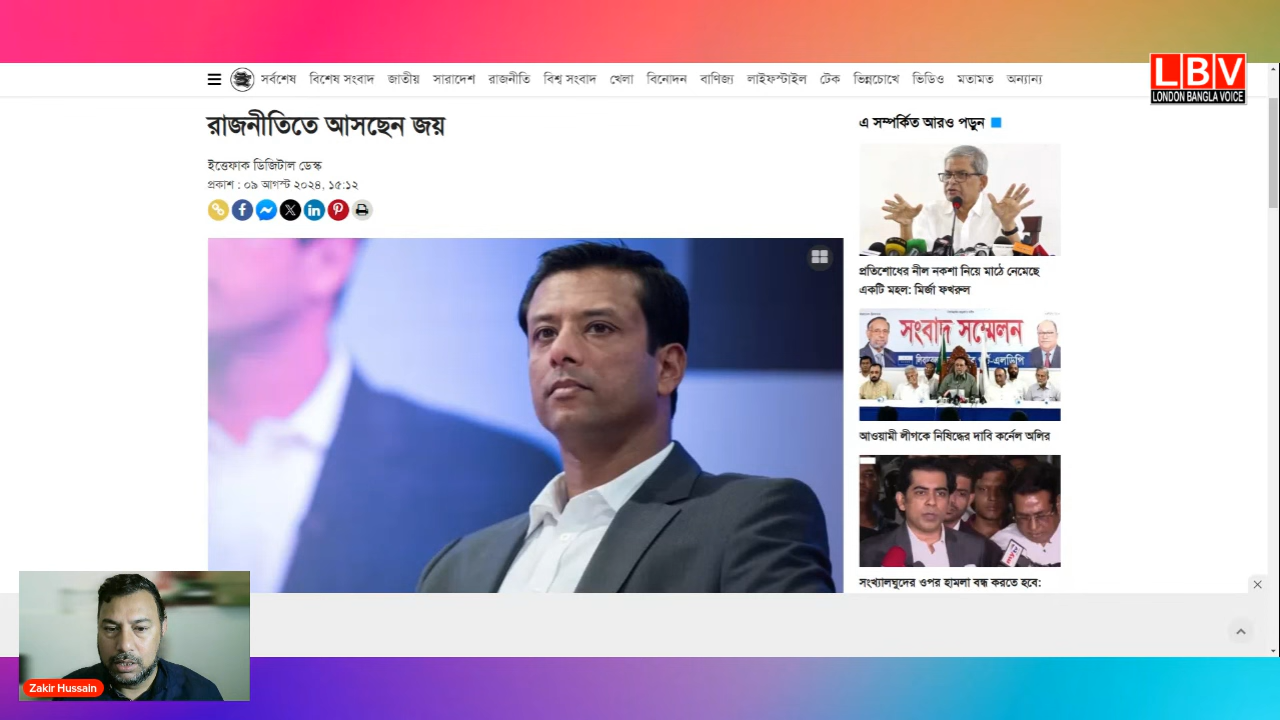 LBV
LONDON BANGLA VOICE
সর্বশেষ বিশেষ সংবাদ জাতীয় সারাদেশ রাজনীতি বিশ্ব সংবাদ খেলা বিনোদন বাণিজ্য লাইফস্টাইল টেক ভিন্নচোখে ভিডিও মতামত অন্যান্য
রাজনীতিতে আসছেন জয়
ইত্তেফাক ডিজিটাল ডেস্ক
প্রকাশ : ০৯ আগস্ট ২০২৪, ১৫:১২
এ সম্পর্কিত আরও পড়ুন
প্রতিশোধের নীল নকশা নিয়ে মাঠে নেমেছে
একটি মহল: মির্জা ফখরুল
সংবাদ সম্মেলন
আওয়ামী লীগকে নিষিদ্ধের দাবি কর্নেল অলির
সংখ্যালঘুদের ওপর হামলা বন্ধ করতে হবে:
Zakir Hussain